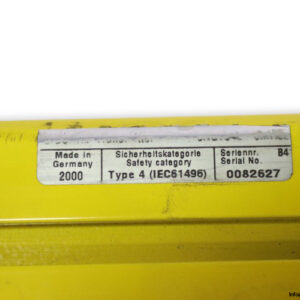 Made in
Germany
2000
Sicherheitskategorie
Safety category
Type 4 (IEC61496)
Seriennr. B4
Serial No.
0082627